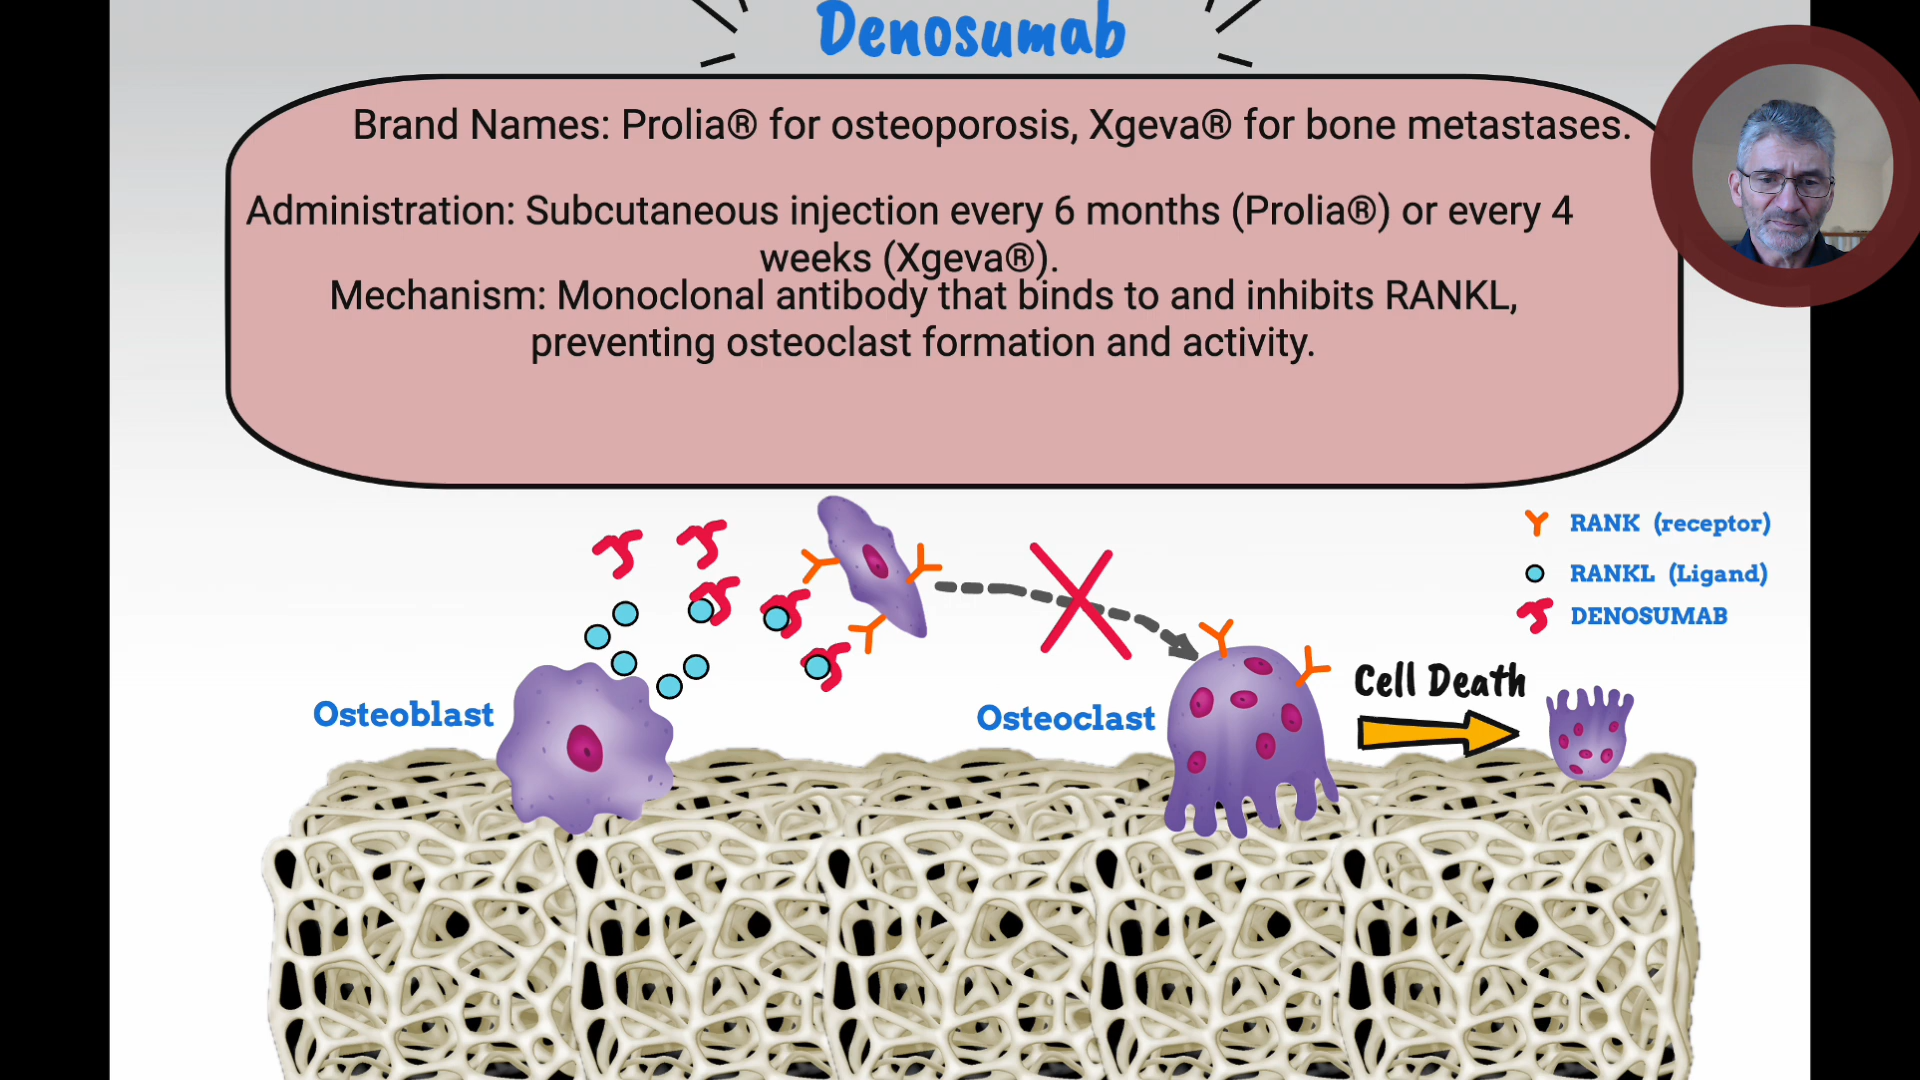 Denosumab
Brand Names: Prolia® for osteoporosis, Xgeva® for bone metastases.
Administration: Subcutaneous injection every 6 months (Prolia®) or every 4
weeks (Xgeva®).
Mechanism: Monoclonal antibody that binds to and inhibits RANKL,
preventing osteoclast formation and activity.
RANK (receptor)
RANKL (Ligand)
DENOSUMAB
Cell Death
Osteoblast
Osteoclast